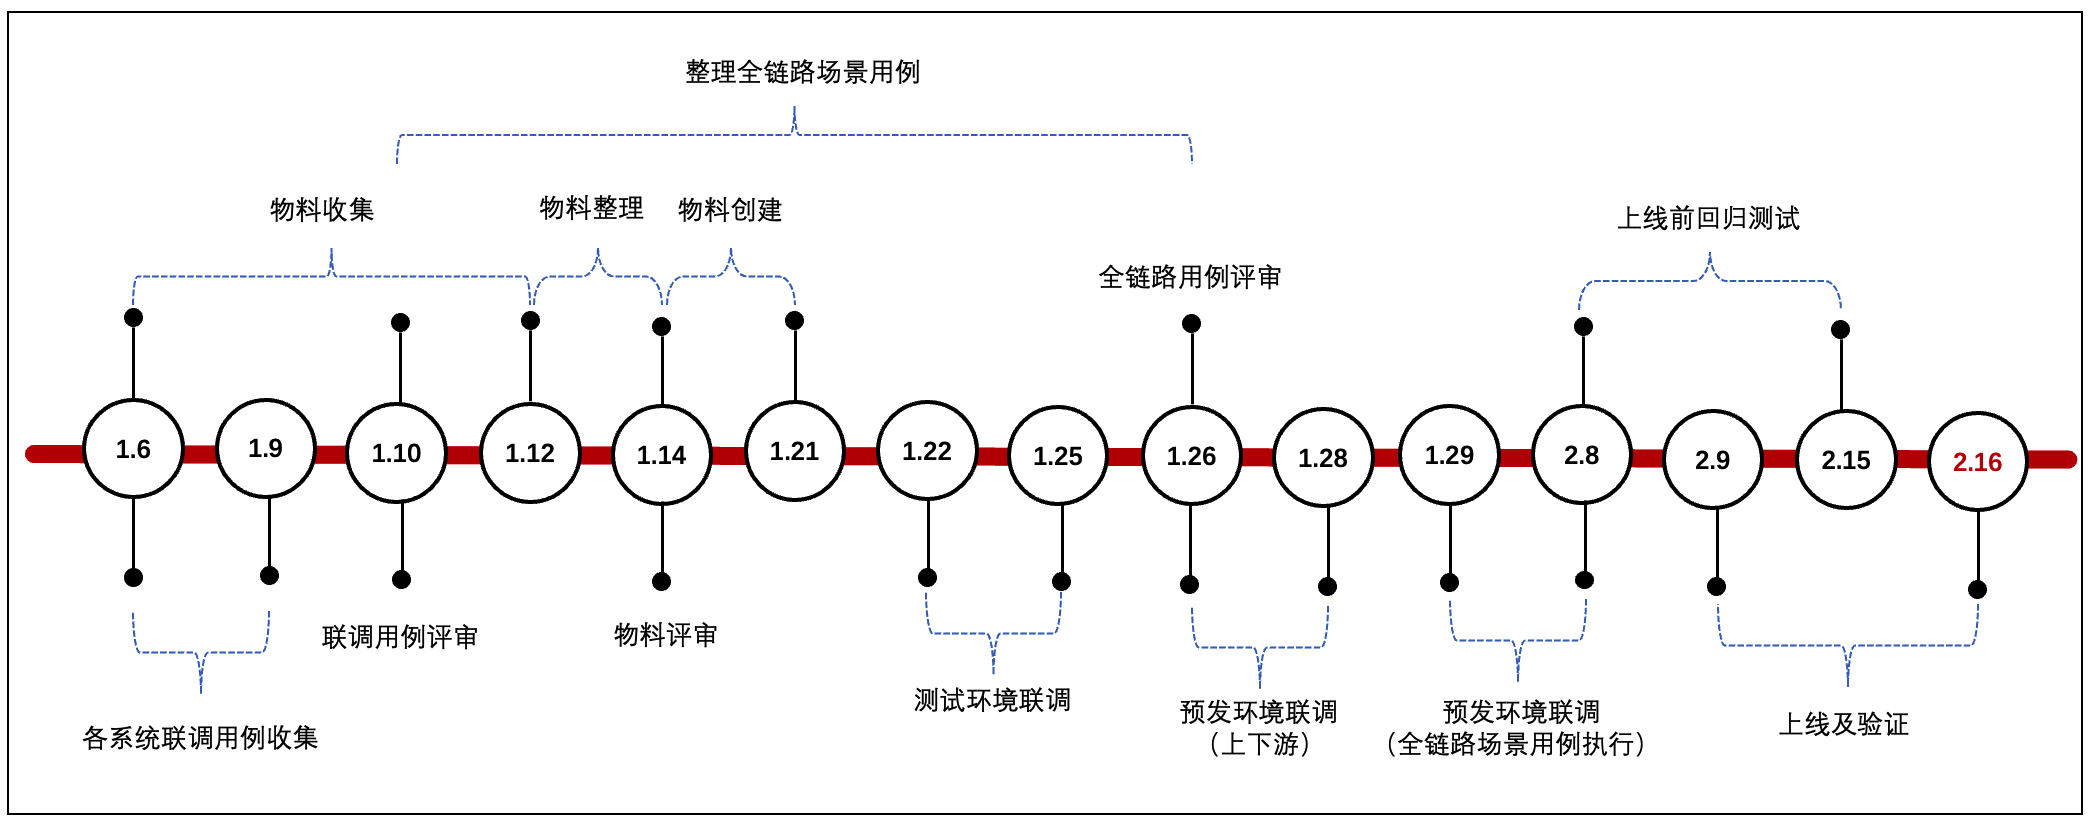 整理全链路场景用例
物料收集
物料整理
物料创建
上线前回归测试
全链路用例评审
1.6
1.9
1.10
1.12
1.14
1.21
1.22
1.25
1.26
1.28
1.29
2.8
2.9
2.15
2.16
联调用例评审
物料评审
测试环境联调
预发环境联调
（上下游）
预发环境联调
（全链路场景用例执行）
上线及验证
各系统联调用例收集